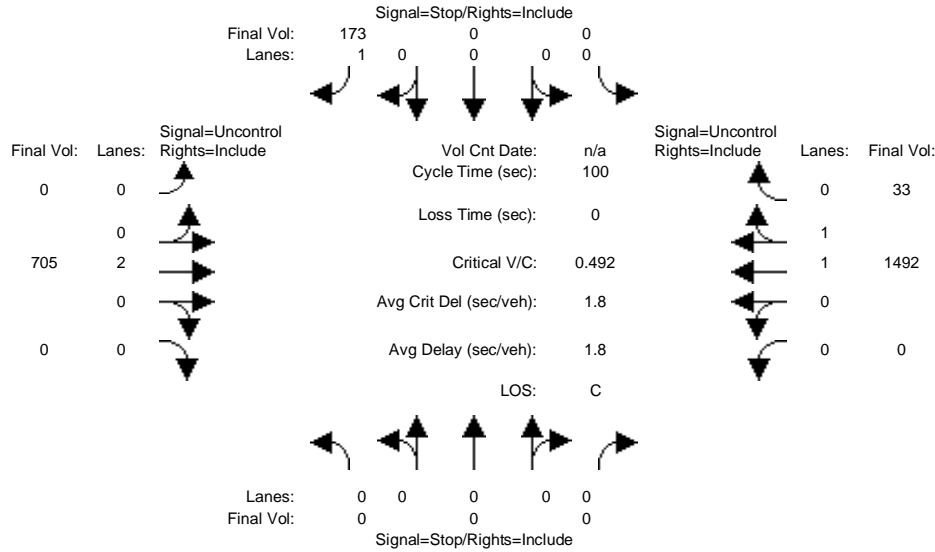 Signal=Stop/Rights=Include
Final Vol: 173 0 0
Lanes: 1 0 0 0 0
Signal=Uncontrol Signal=Uncontrol
Final Vol: Lanes: Rights=Include Vol Cnt Date: n/a Rights=Include Lanes: Final Vol:
Cycle Time (sec): 100
0 0 0 33
Loss Time (sec): 0
0 1
705 2 Critical V/C: 0.492 1 1492
0 Avg Crit Del (sec/veh): 1.8 0
0 0 Avg Delay (sec/veh): 1.8 0 0
LOS: C
Lanes: 0 0 0 0 0
Final Vol: 0 0 0
Signal=Stop/Rights=Include